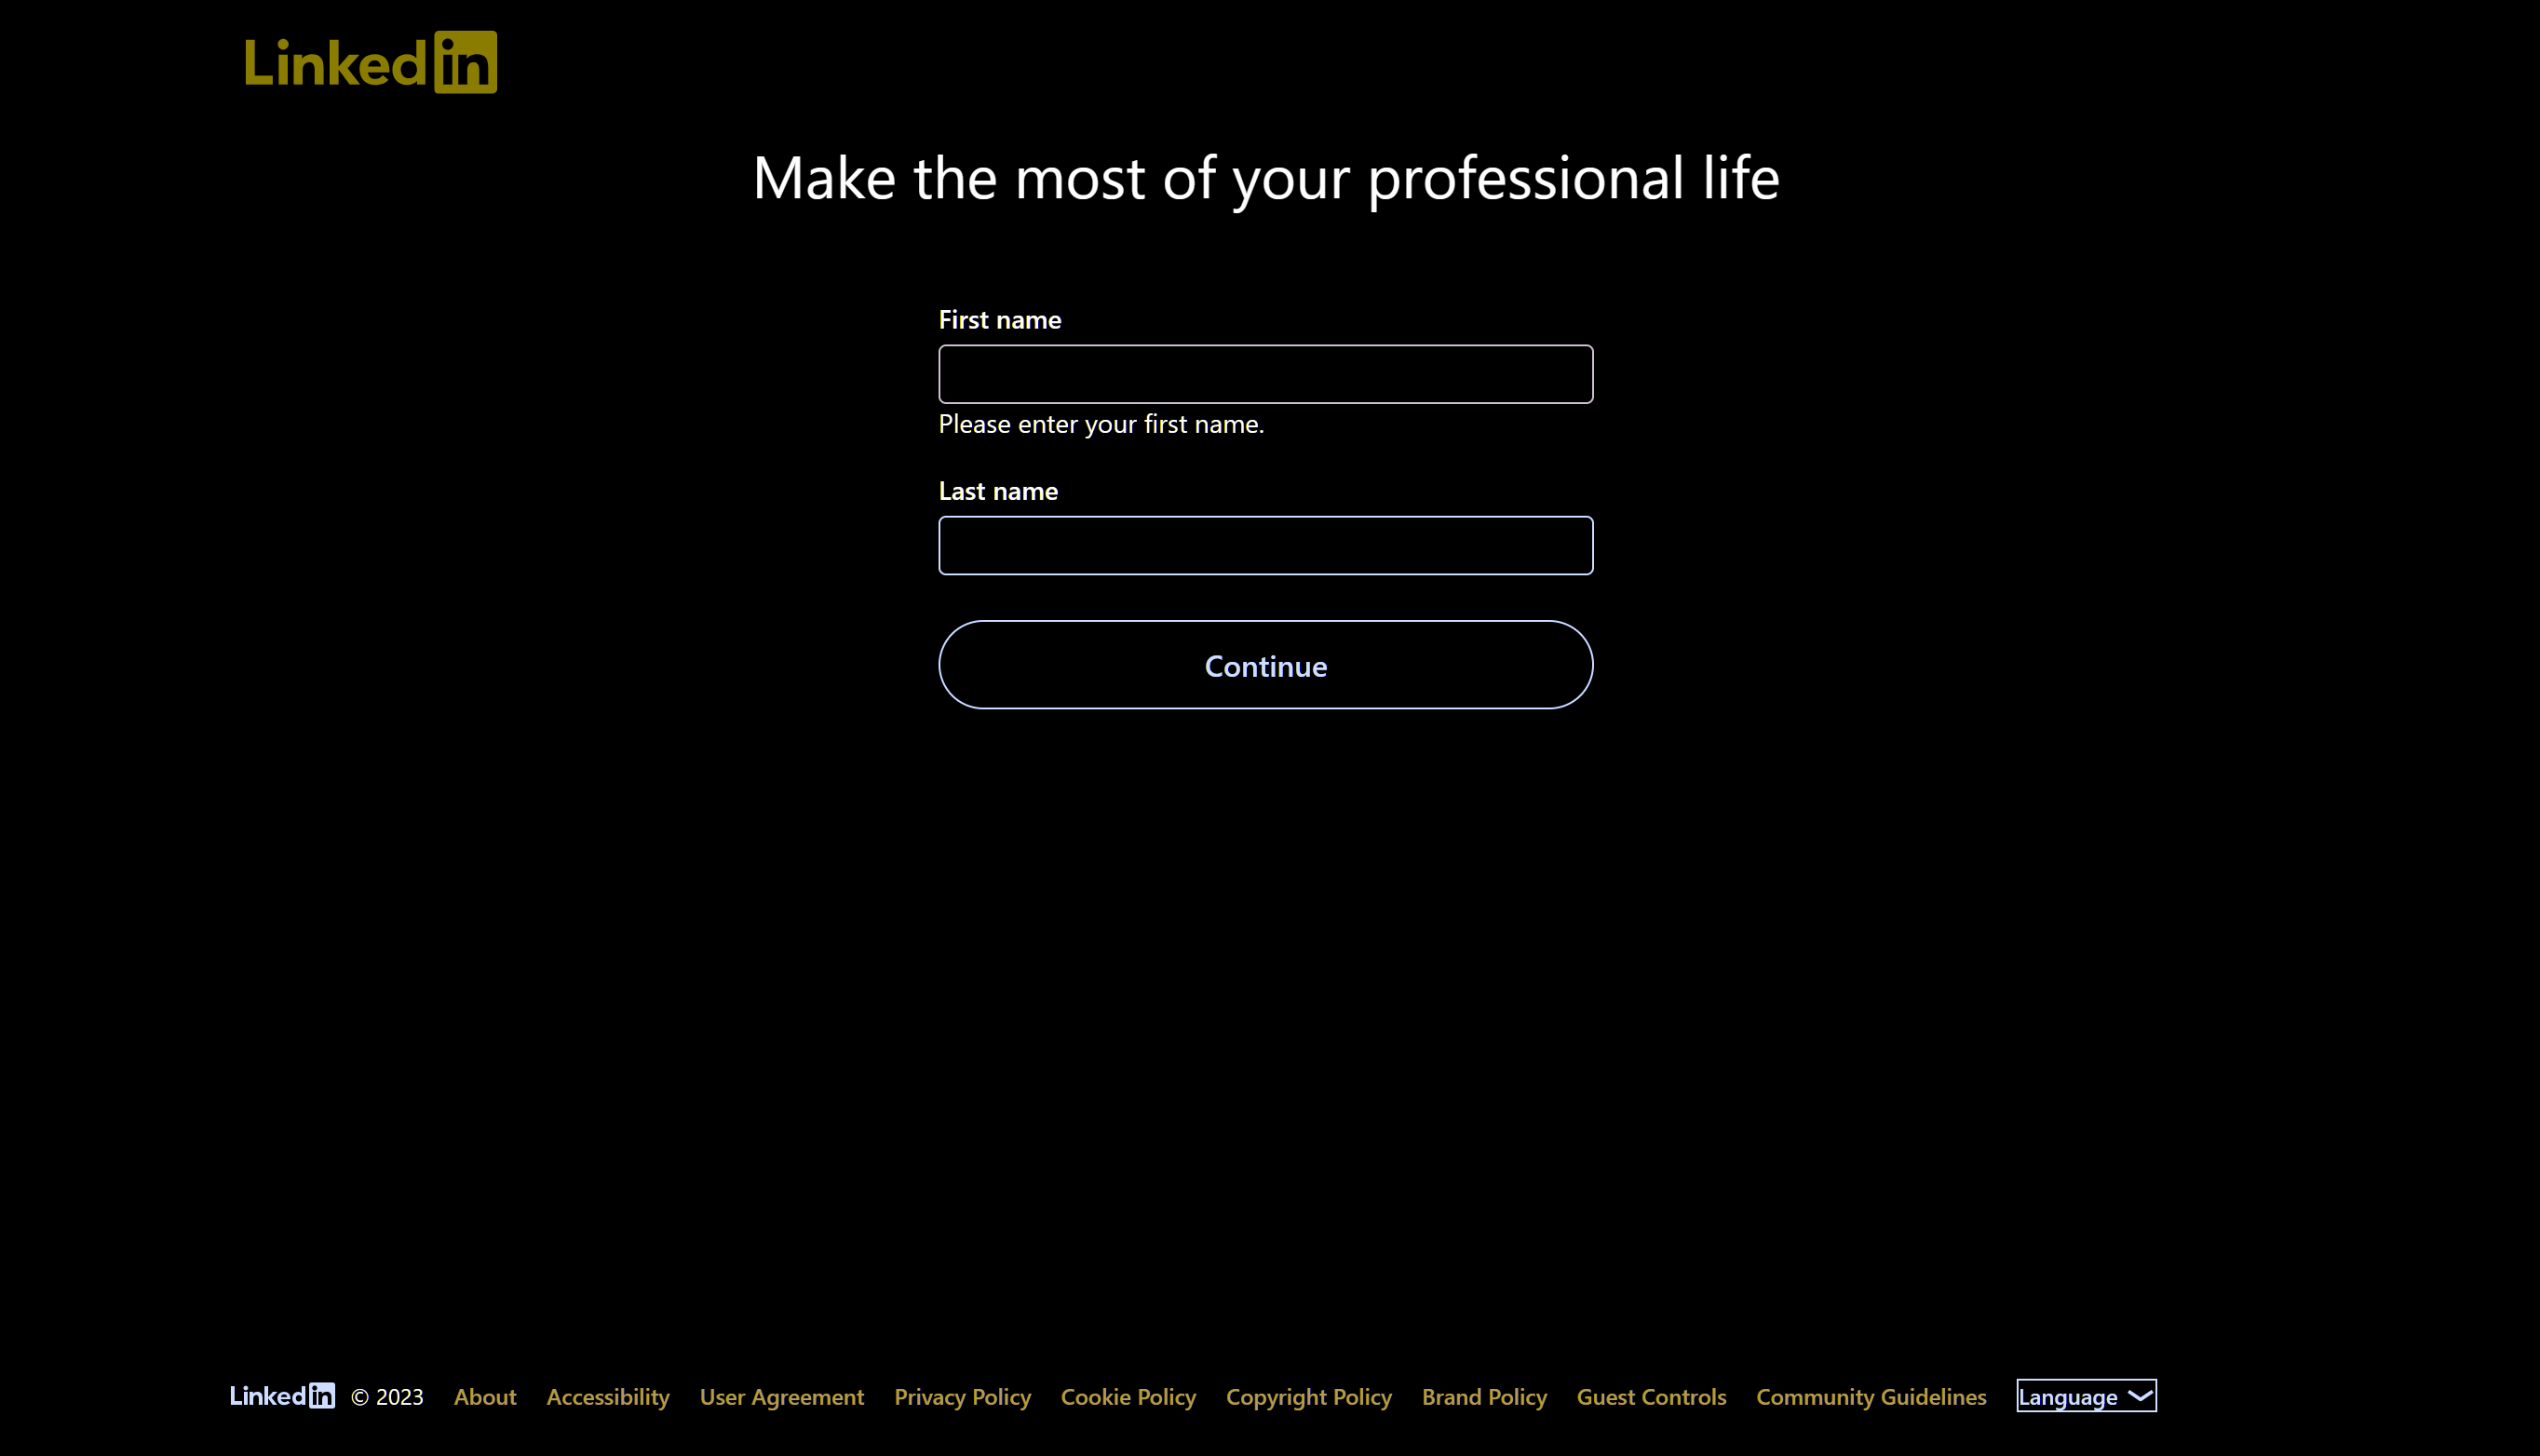 LinkedIn
Make the most of your professional life
First name
Please enter your first name.
Last name
Continue
LinkedIn © 2023 About Accessibility User Agreement Privacy Policy Cookie Policy Copyright Policy Brand Policy Guest Controls Community Guidelines Language